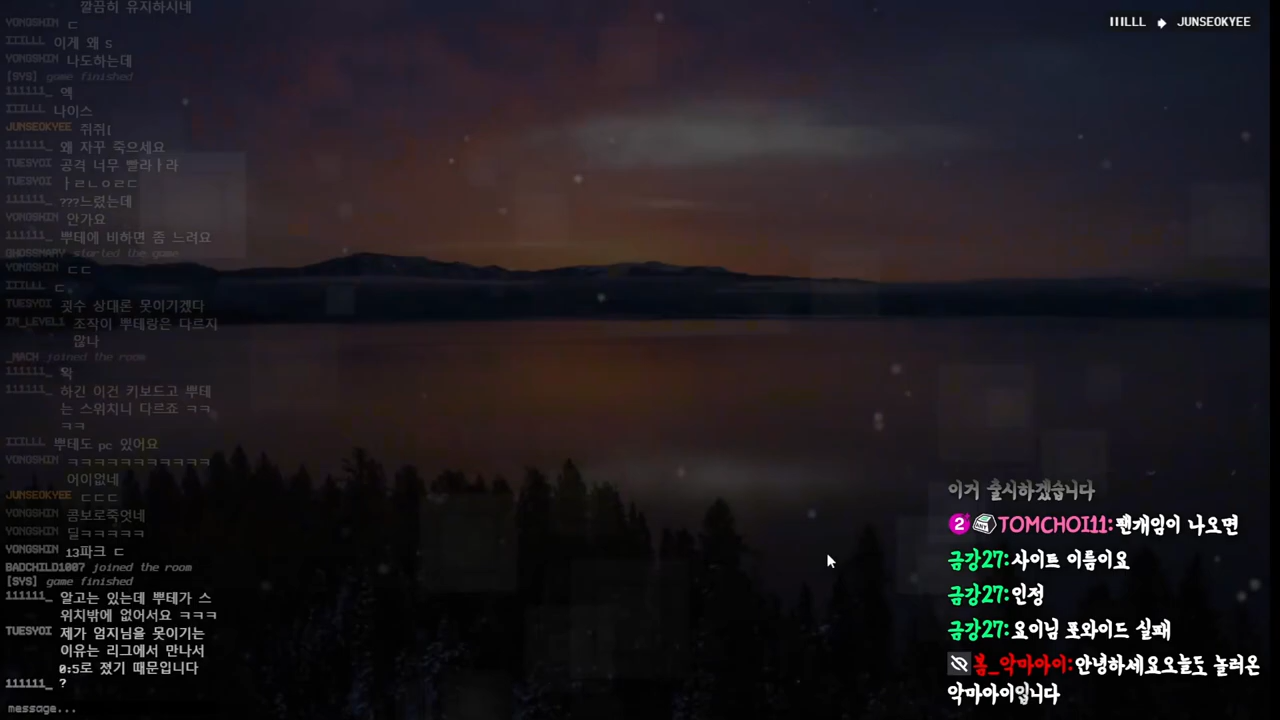 IIILLL ◆ JUNSEOKYEE
깔끔히 유지하시네
YONGSHIN ㄷ
IIILLL 이게 왜 s
YONGSHIN 나도하는데
[SYS] game finished
111111_ 엑
IIILLL 나이스
JUNSEOKYEE 쥐쥐[
111111_ 왜 자꾸 죽으세요
TUESYOI 공격 너무 빨라ㅏ라
TUESYOI ㅏㄹㄴㅇㄹㄷ
111111_ ???느렸는데
YONGSHIN 안가요
111111_ 뿌테에 비하면 좀 느려요
GHOSSMARY started the game
YONGSHIN ㄷㄷ
IIILLL ㄷ
TUESYOI 굇수 상대론 못이기겠다
IM_LEVEL1 조작이 뿌테랑은 다르지
않나
_MACH joined the room
111111_ 왁
111111_ 하긴 이건 키보드고 뿌테
는 스위치니 다르죠 ㅋㅋ
ㅋㅋ
IIILLL 뿌테도 pc 있어요
YONGSHIN ㅋㅋㅋㅋㅋㅋㅋㅋㅋㅋㅋ
어이없네
JUNSEOKYEE ㄷㄷㄷ
YONGSHIN 콤보로죽엇네
YONGSHIN 딜ㅋㅋㅋㅋㅋ
YONGSHIN 13파크 ㄷ
BADCHILD1007 joined the room
[SYS] game finished
111111_ 알고는 있는데 뿌테가 스
위치밖에 없어서요 ㅋㅋㅋ
TUESYOI 제가 엄지님을 못이기는
이유는 리그에서 만나서
0:5로 졌기 때문입니다
111111_ ?
message...
이거 출시하겠습니다
2 TOMCHOI11: 팬개임이 나오면
금강27: 사이트 이름이요
금강27: 인정
금강27: 요이님 포와이드 실패
봄_악마아이: 안녕하세요오늘도 놀러온
악마아이입니다